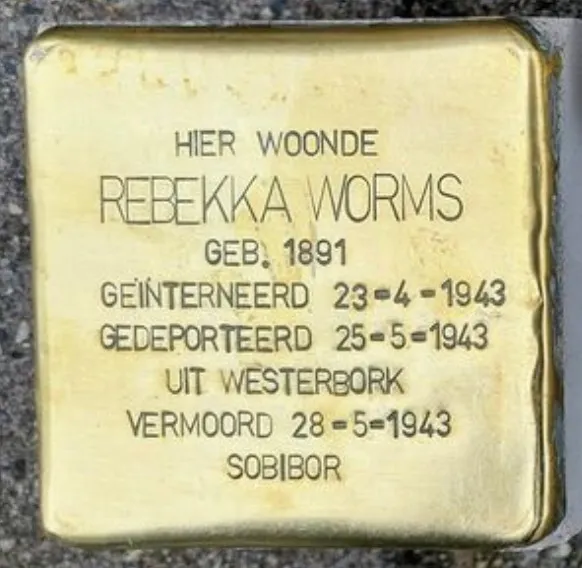 HIER WOONDE
REBEKKA WORMS
GEB. 1891
GEÏNTERNEERD 23-4-1943
GEDEPORTEERD 25-5-1943
UIT WESTERBORK
VERMOORD 28-5-1943
SOBIBOR